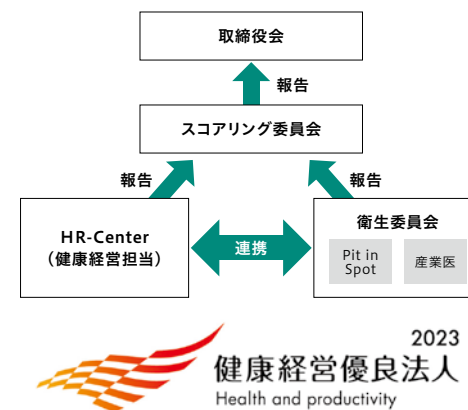 取締役会
報告
スコアリング委員会
報告
報告
HR-Center
（健康経営担当）
連携
衛生委員会
Pit in
Spot
産業医
2023
健康経営優良法人
Health and productivity